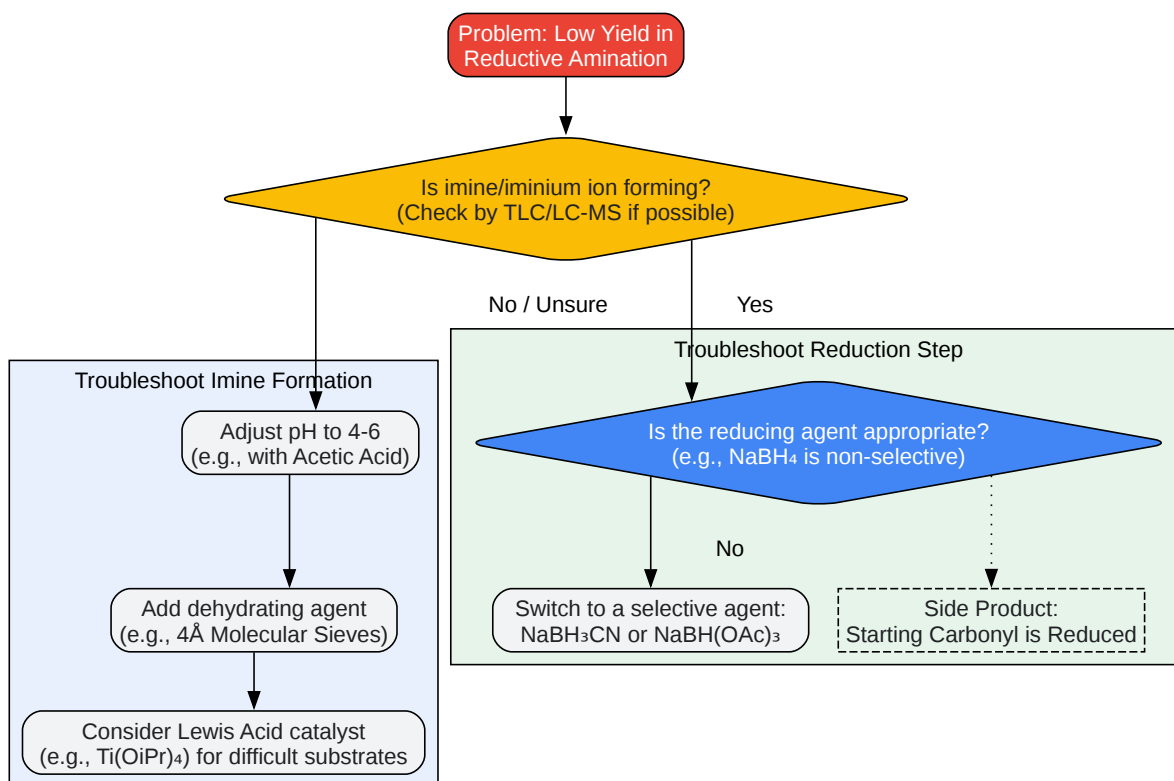 Problem: Low Yield in
Reductive Amination
Is imine/iminium ion forming?
(Check by TLC/LC-MS if possible)
No / Unsure
Yes
Troubleshoot Imine Formation
Adjust pH to 4-6
(e.g., with Acetic Acid)
Add dehydrating agent
(e.g., 4Å Molecular Sieves)
Consider Lewis Acid catalyst
(e.g., Ti(OiPr)₄) for difficult substrates
Troubleshoot Reduction Step
Is the reducing agent appropriate?
(e.g., NaBH₄ is non-selective)
No
Switch to a selective agent:
NaBH₃CN or NaBH(OAc)₃
Side Product:
Starting Carbonyl is Reduced